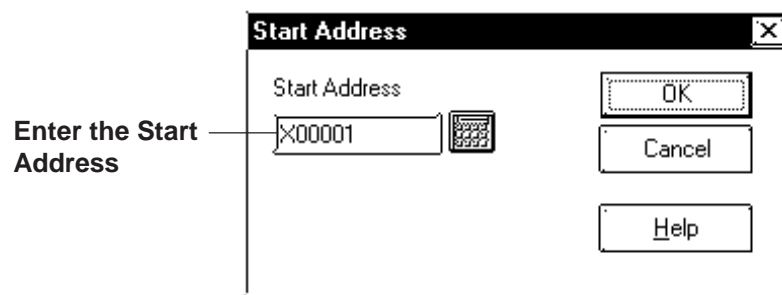 Start Address
Start Address
OK
Enter the Start
Address
X00001
Cancel
Help